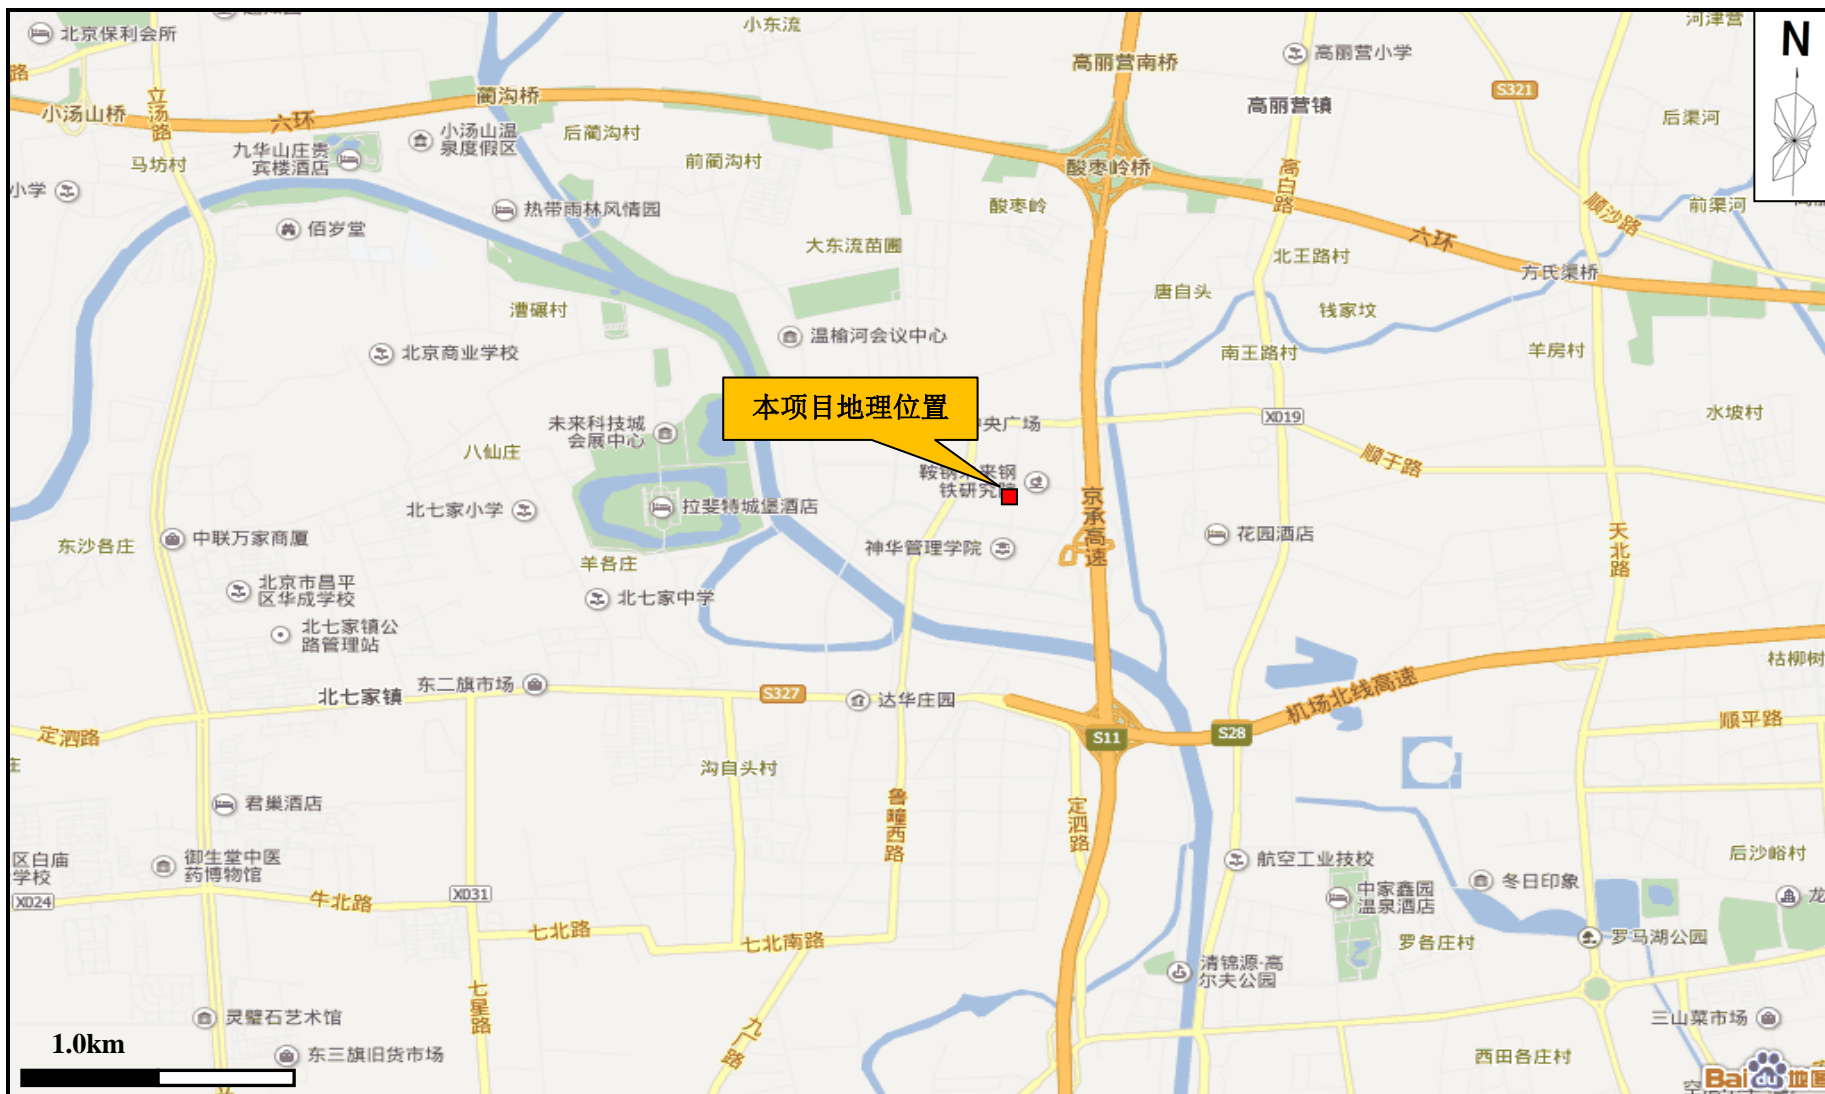 北京保利会所
小东流
河津营
N
路
高丽营南桥
高丽营小学
S321
小汤山桥
立汤路
蔺沟桥
高丽营镇
后渠河
六环
小汤山温
泉度假区
后蔺沟村
九华山庄贵
宾楼酒店
马坊村
前蔺沟村
酸枣岭桥
高白路
小学
热带雨林风情园
酸枣岭
顺沙路
前渠河
佰岁堂
大东流苗圃
六环
北王路村
方氏渠桥
唐自头
漕碾村
钱家坟
温榆河会议中心
北京商业学校
南王路村
羊房村
本项目地理位置
未来科技城
会展中心
央广场
X019
水坡村
八仙庄
顺于路
鞍钢未来钢
铁研究院
北七家小学
拉斐特城堡酒店
京承高速
中联万家商厦
东沙各庄
花园酒店
天北路
神华管理学院
羊各庄
北京市昌平
区华成学校
北七家中学
北七家镇公
路管理站
枯柳树
北七家镇
东二旗市场
S327
达华庄园
机场北线高速
定泗路
S11
S28
顺平路
庄
沟自头村
君巢酒店
鲁疃西路
定泗路
区白庙
学校
御生堂中医
药博物馆
航空工业技校
后沙峪村
X024
牛北路
X031
中家鑫园
温泉酒店
冬日印象
龙
七北路
七北南路
罗各庄村
罗马湖公园
清锦源·高
尔夫公园
七星路
灵璧石艺术馆
九广路
三山菜市场
1.0km
东三旗旧货市场
西田各庄村
Bai du 地图